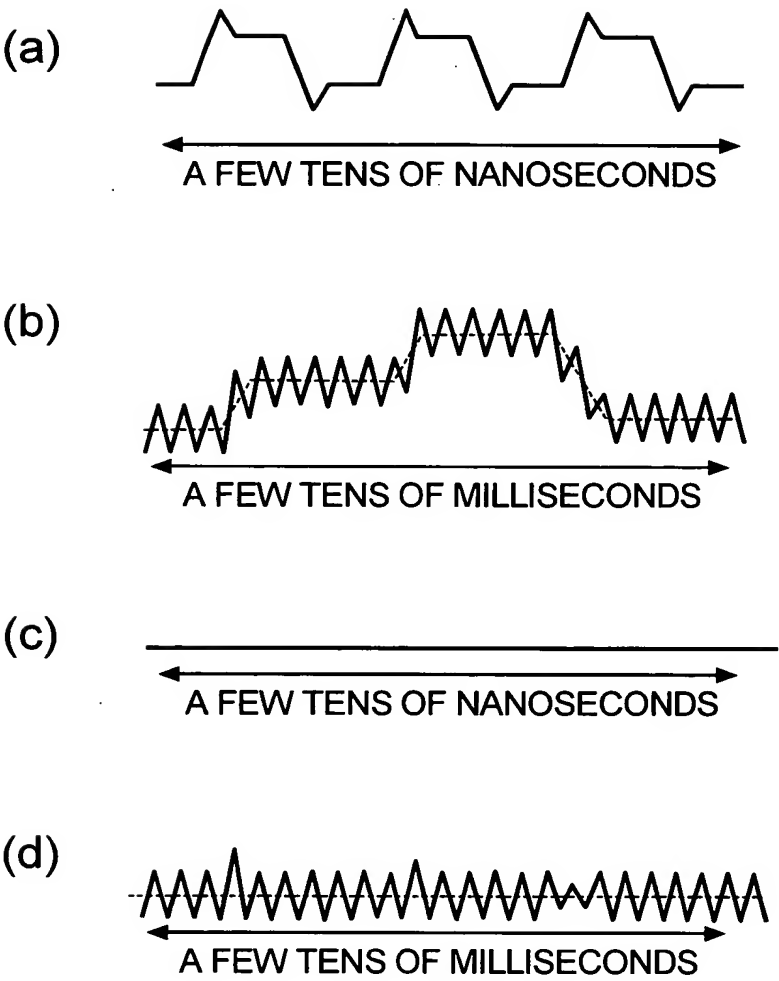 (a)
A FEW TENS OF NANOSECONDS
(b)
A FEW TENS OF MILLISECONDS
(c)
A FEW TENS OF NANOSECONDS
(d)
A FEW TENS OF MILLISECONDS